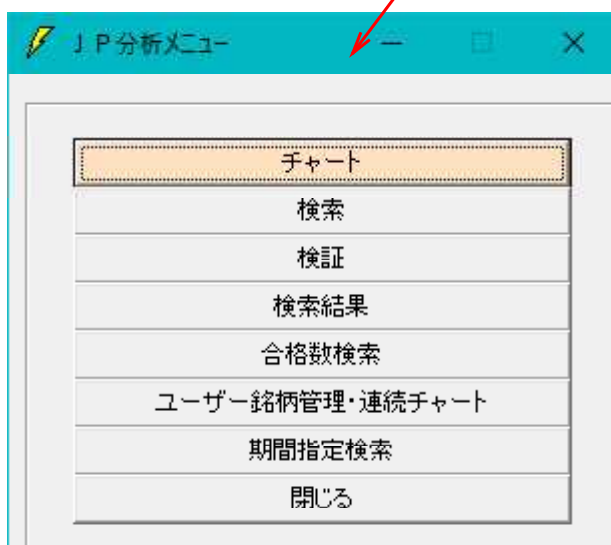 ＪＰ分析ﾒﾆｭｰ
チャート
検索
検証
検索結果
合格数検索
ユーザー銘柄管理・連続チャート
期間指定検索
閉じる